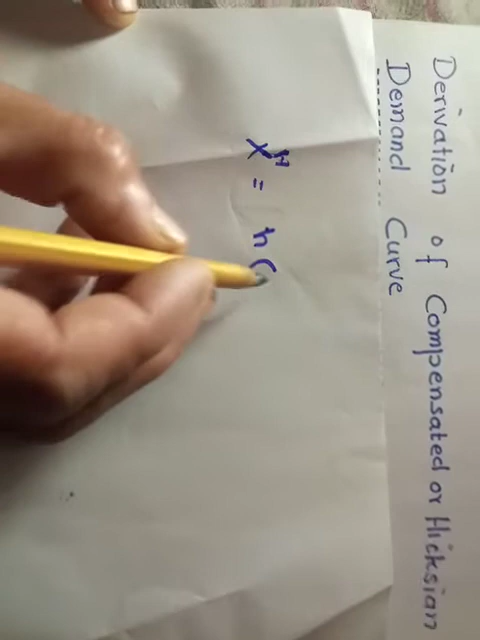 Derivation of Compensated or Hicksian
Demand Curve
X^H = h (